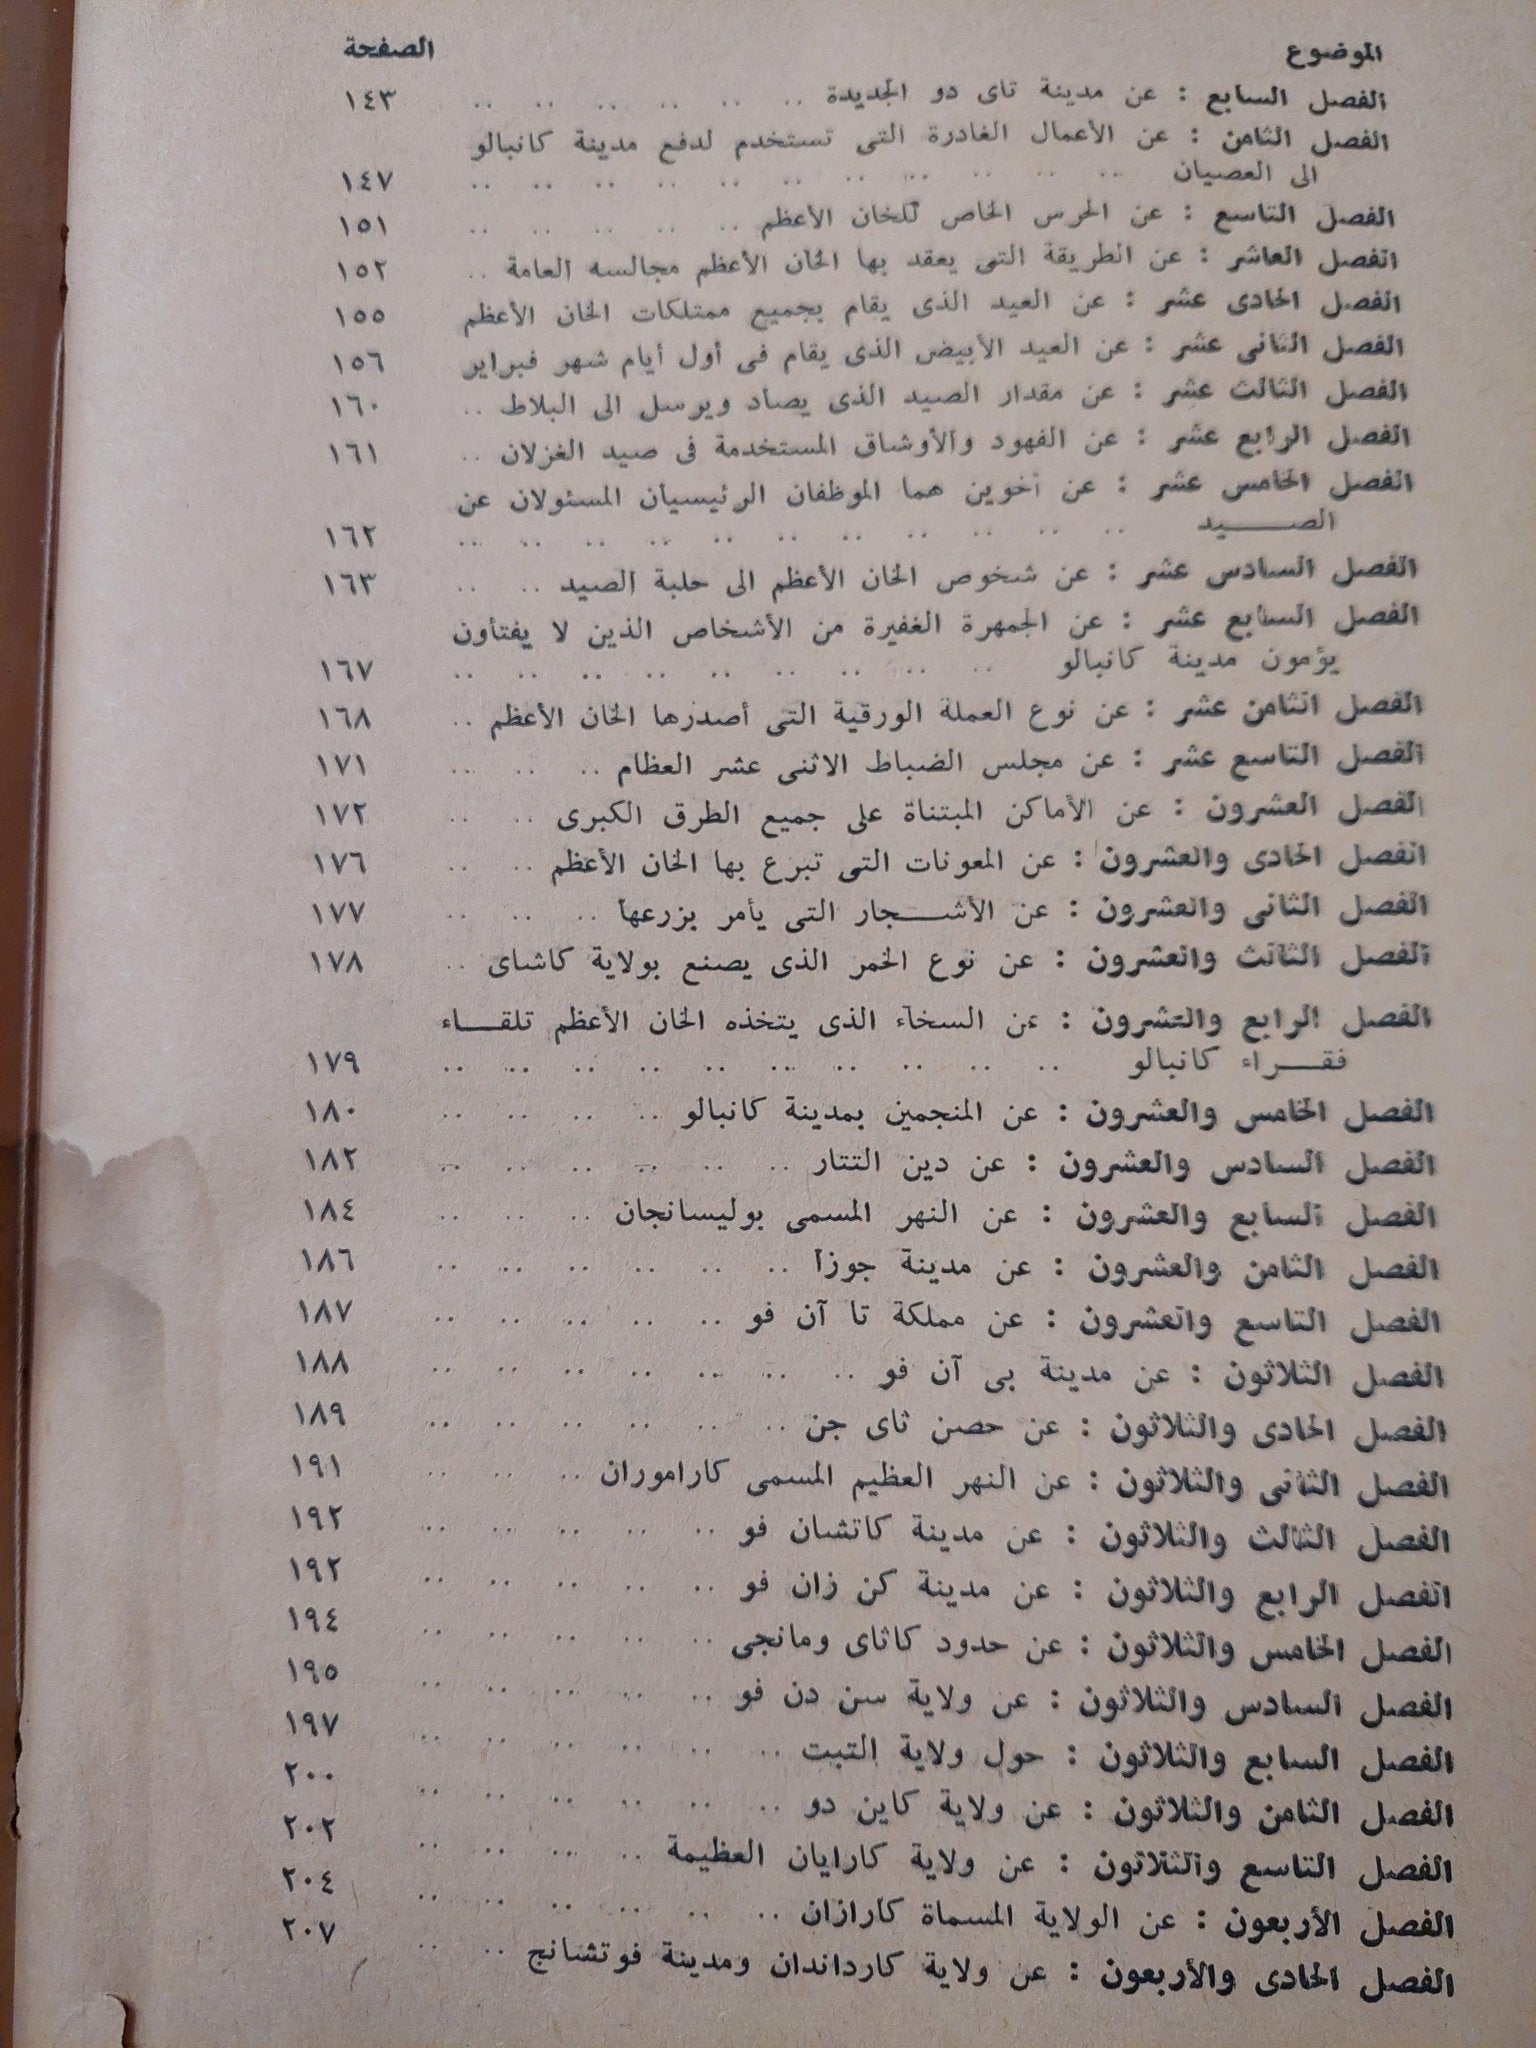 الموضوع الصفحة
الفصل السابع : عن مدينة تاى دو الجديدة .. .. .. .. .. .. ١٤٣
الفصل الثامن : عن الأعمال الغادرة التى تستخدم لدفع مدينة كانبالو
الى العصيان .. .. .. .. .. .. .. .. .. .. .. ١٤٧
الفصل التاسع : عن الحرس الخاص للخان الأعظم .. .. .. .. .. ١٥١
الفصل العاشر : عن الطريقة التى يعقد بها الخان الأعظم مجالسه العامة .. ١٥٢
الفصل الحادى عشر : عن العيد الذى يقام بجميع ممتلكات الخان الأعظم ١٥٥
الفصل الثانى عشر : عن العيد الأبيض الذى يقام فى أول أيام شهر فبراير ١٥٦
الفصل الثالث عشر : عن مقدار الصيد الذى يصاد ويرسل الى البلاط .. ١٦٠
الفصل الرابع عشر : عن الفهود والأوشاق المستخدمة فى صيد الغزلان .. ١٦١
الفصل الخامس عشر : عن أخوين هما الموظفان الرئيسيان المسئولان عن
الصـــــيد .. .. .. .. .. .. .. .. .. .. .. ١٦٢
الفصل السادس عشر : عن شخوص الخان الأعظم الى حلبة الصيد .. .. ١٦٣
الفصل السابع عشر : عن الجمهرة الغفيرة من الأشخاص الذين لا يفتأون
يؤمون مدينة كانبالو .. .. .. .. .. .. .. .. .. ١٦٧
الفصل الثامن عشر : عن نوع العملة الورقية التى أصدرها الخان الأعظم .. ١٦٨
الفصل التاسع عشر : عن مجلس الضباط الاثنى عشر العظام .. .. .. ١٧١
الفصل العشرون : عن الأماكن المبتناة على جميع الطرق الكبرى .. .. ١٧٢
الفصل الحادى والعشرون : عن المعونات التى تبرع بها الخان الأعظم .. .. ١٧٦
الفصل الثانى والعشرون : عن الأشـــجار التى يأمر بزرعها .. .. .. ١٧٧
الفصل الثالث والعشرون : عن نوع الخمر الذى يصنع بولاية كاشاى .. ١٧٨
الفصل الرابع والعشرون : عن السخاء الذى يتخذه الخان الأعظم تلقـــاء
فقـــراء كانبالو .. .. .. .. .. .. .. .. .. .. ١٧٩
الفصل الخامس والعشرون : عن المنجمين بمدينة كانبالو .. .. .. .. ١٨٠
الفصل السادس والعشرون : عن دين التتار .. .. .. .. .. .. ١٨٢
الفصل السابع والعشرون : عن النهر المسمى بوليسانجان .. .. .. ١٨٤
الفصل الثامن والعشرون : عن مدينة جوزا .. .. .. .. .. .. ١٨٦
الفصل التاسع والعشرون : عن مملكة تا آن فو .. .. .. .. .. ١٨٧
الفصل الثلاثون : عن مدينة بى آن فو .. .. .. .. .. .. .. ١٨٨
الفصل الحادى والثلاثون : عن حصن ثاى جن .. .. .. .. .. .. ١٨٩
الفصل الثانى والثلاثون : عن النهر العظيم المسمى كاراموران .. .. .. ١٩١
الفصل الثالث والثلاثون : عن مدينة كاتشان فو .. .. .. .. .. ١٩٢
الفصل الرابع والثلاثون : عن مدينة كن زان فو .. .. .. .. .. ١٩٢
الفصل الخامس والثلاثون : عن حدود كاثاى ومانجى .. .. .. .. .. ١٩٤
الفصل السادس والثلاثون : عن ولاية سن دن فو .. .. .. .. .. ١٩٥
الفصل السابع والثلاثون : حول ولاية التبت .. .. .. .. .. .. ١٩٧
الفصل الثامن والثلاثون : عن ولاية كاين دو .. .. .. .. .. .. ٢٠٠
الفصل التاسع والثلاثون : عن ولاية كارايان العظيمة .. .. .. .. ٢٠٢
الفصل الأربعون : عن الولاية المسماة كارازان .. .. .. .. .. .. ٢٠٤
الفصل الحادى والأربعون : عن ولاية كارداندان ومدينة فوتشانج .. .. ٢٠٧